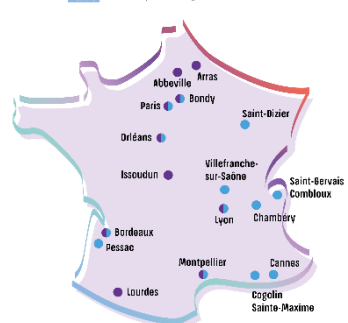 Arras
Abbeville
Bondy
Paris
Saint-Dizier
Orléans
Villefranche-
sur-Saône
Issoudun
Saint-Gervais
Combloux
Lyon
Chambéry
Bordeaux
Pessac
Montpellier
Cannes
Cogolin
Sainte-Maxime
Lourdes